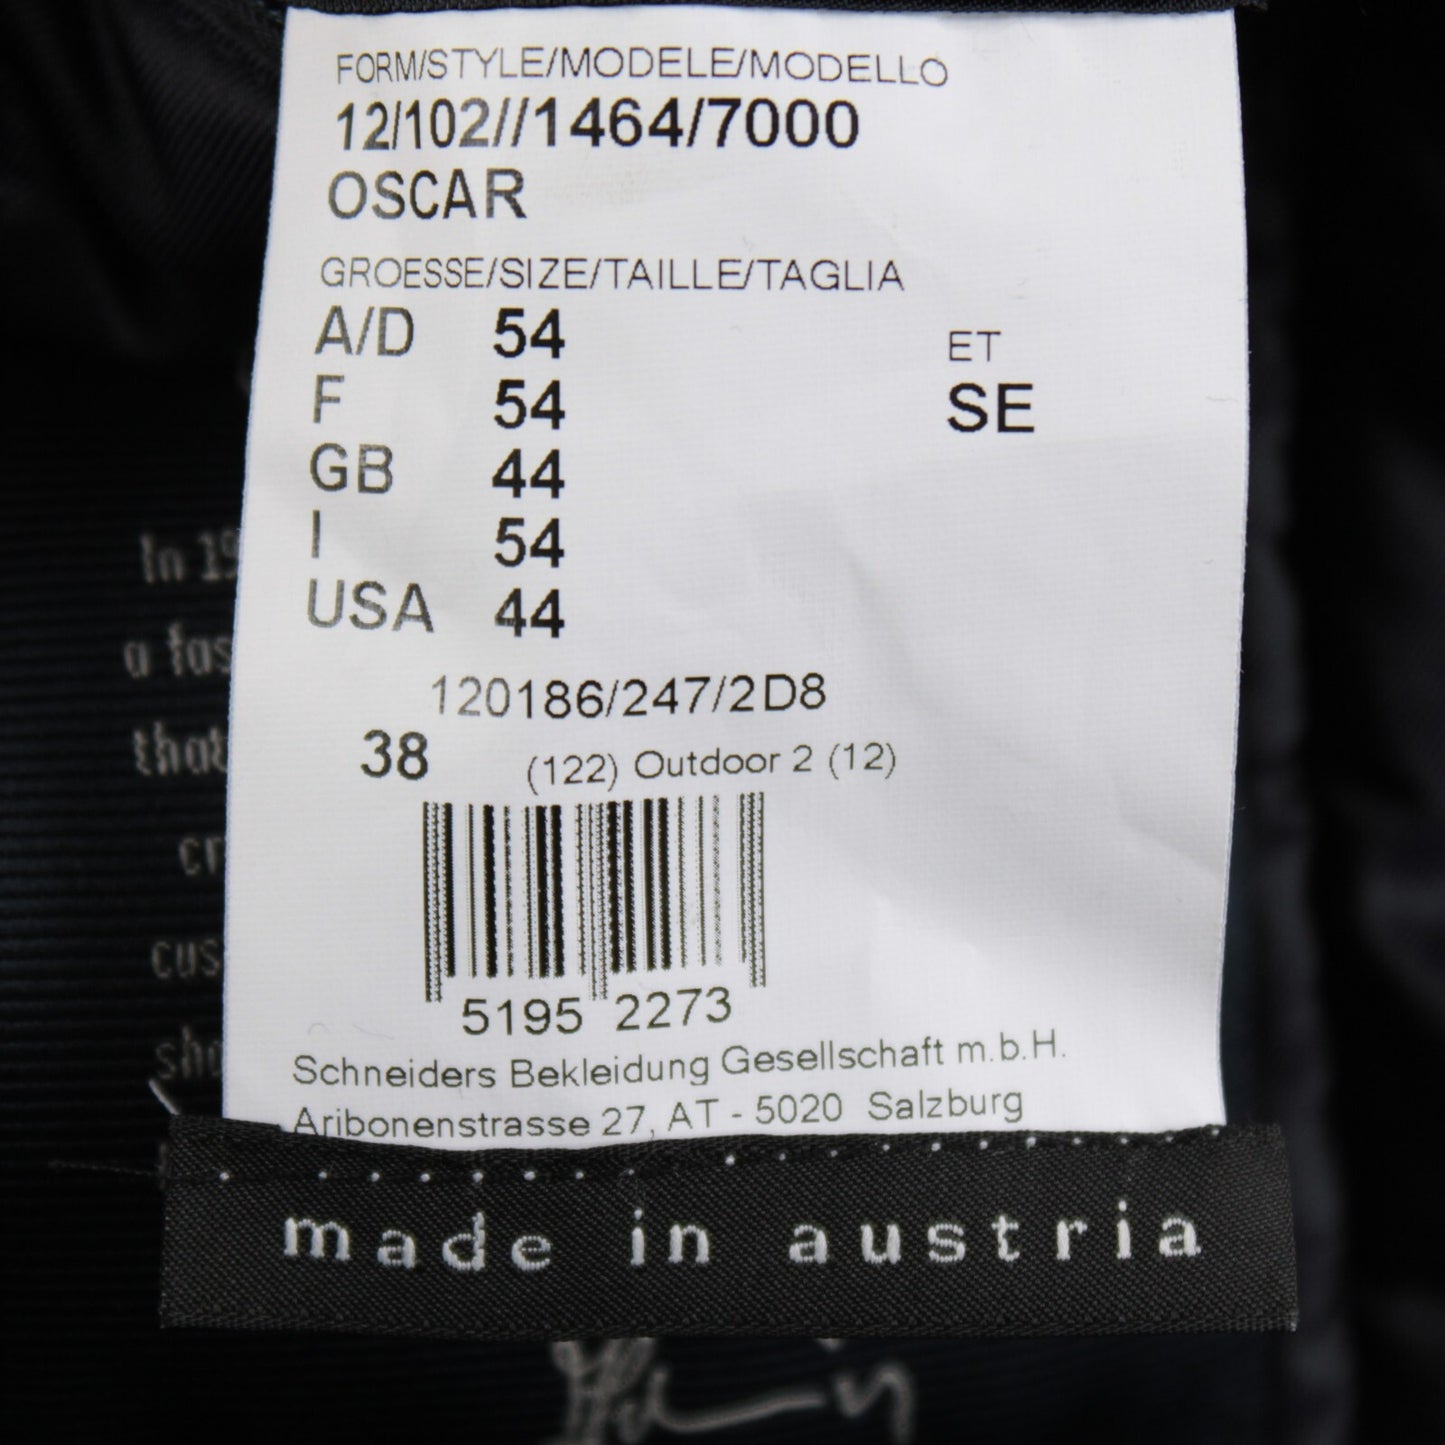 FORM/STYLE/MODELE/MODELLO
12/102//1464/7000
OSCAR
GROESSE/SIZE/TAILLE/TAGLIA
A/D 54
ET
F 54
SE
GB 44
I 54
USA 44
120186/247/2D8
38
(122) Outdoor 2 (12)
5195 2273
Schneiders Bekleidung Gesellschaft m.b.H.
Aribonenstrasse 27, AT - 5020 Salzburg
made in austria
In
a
that